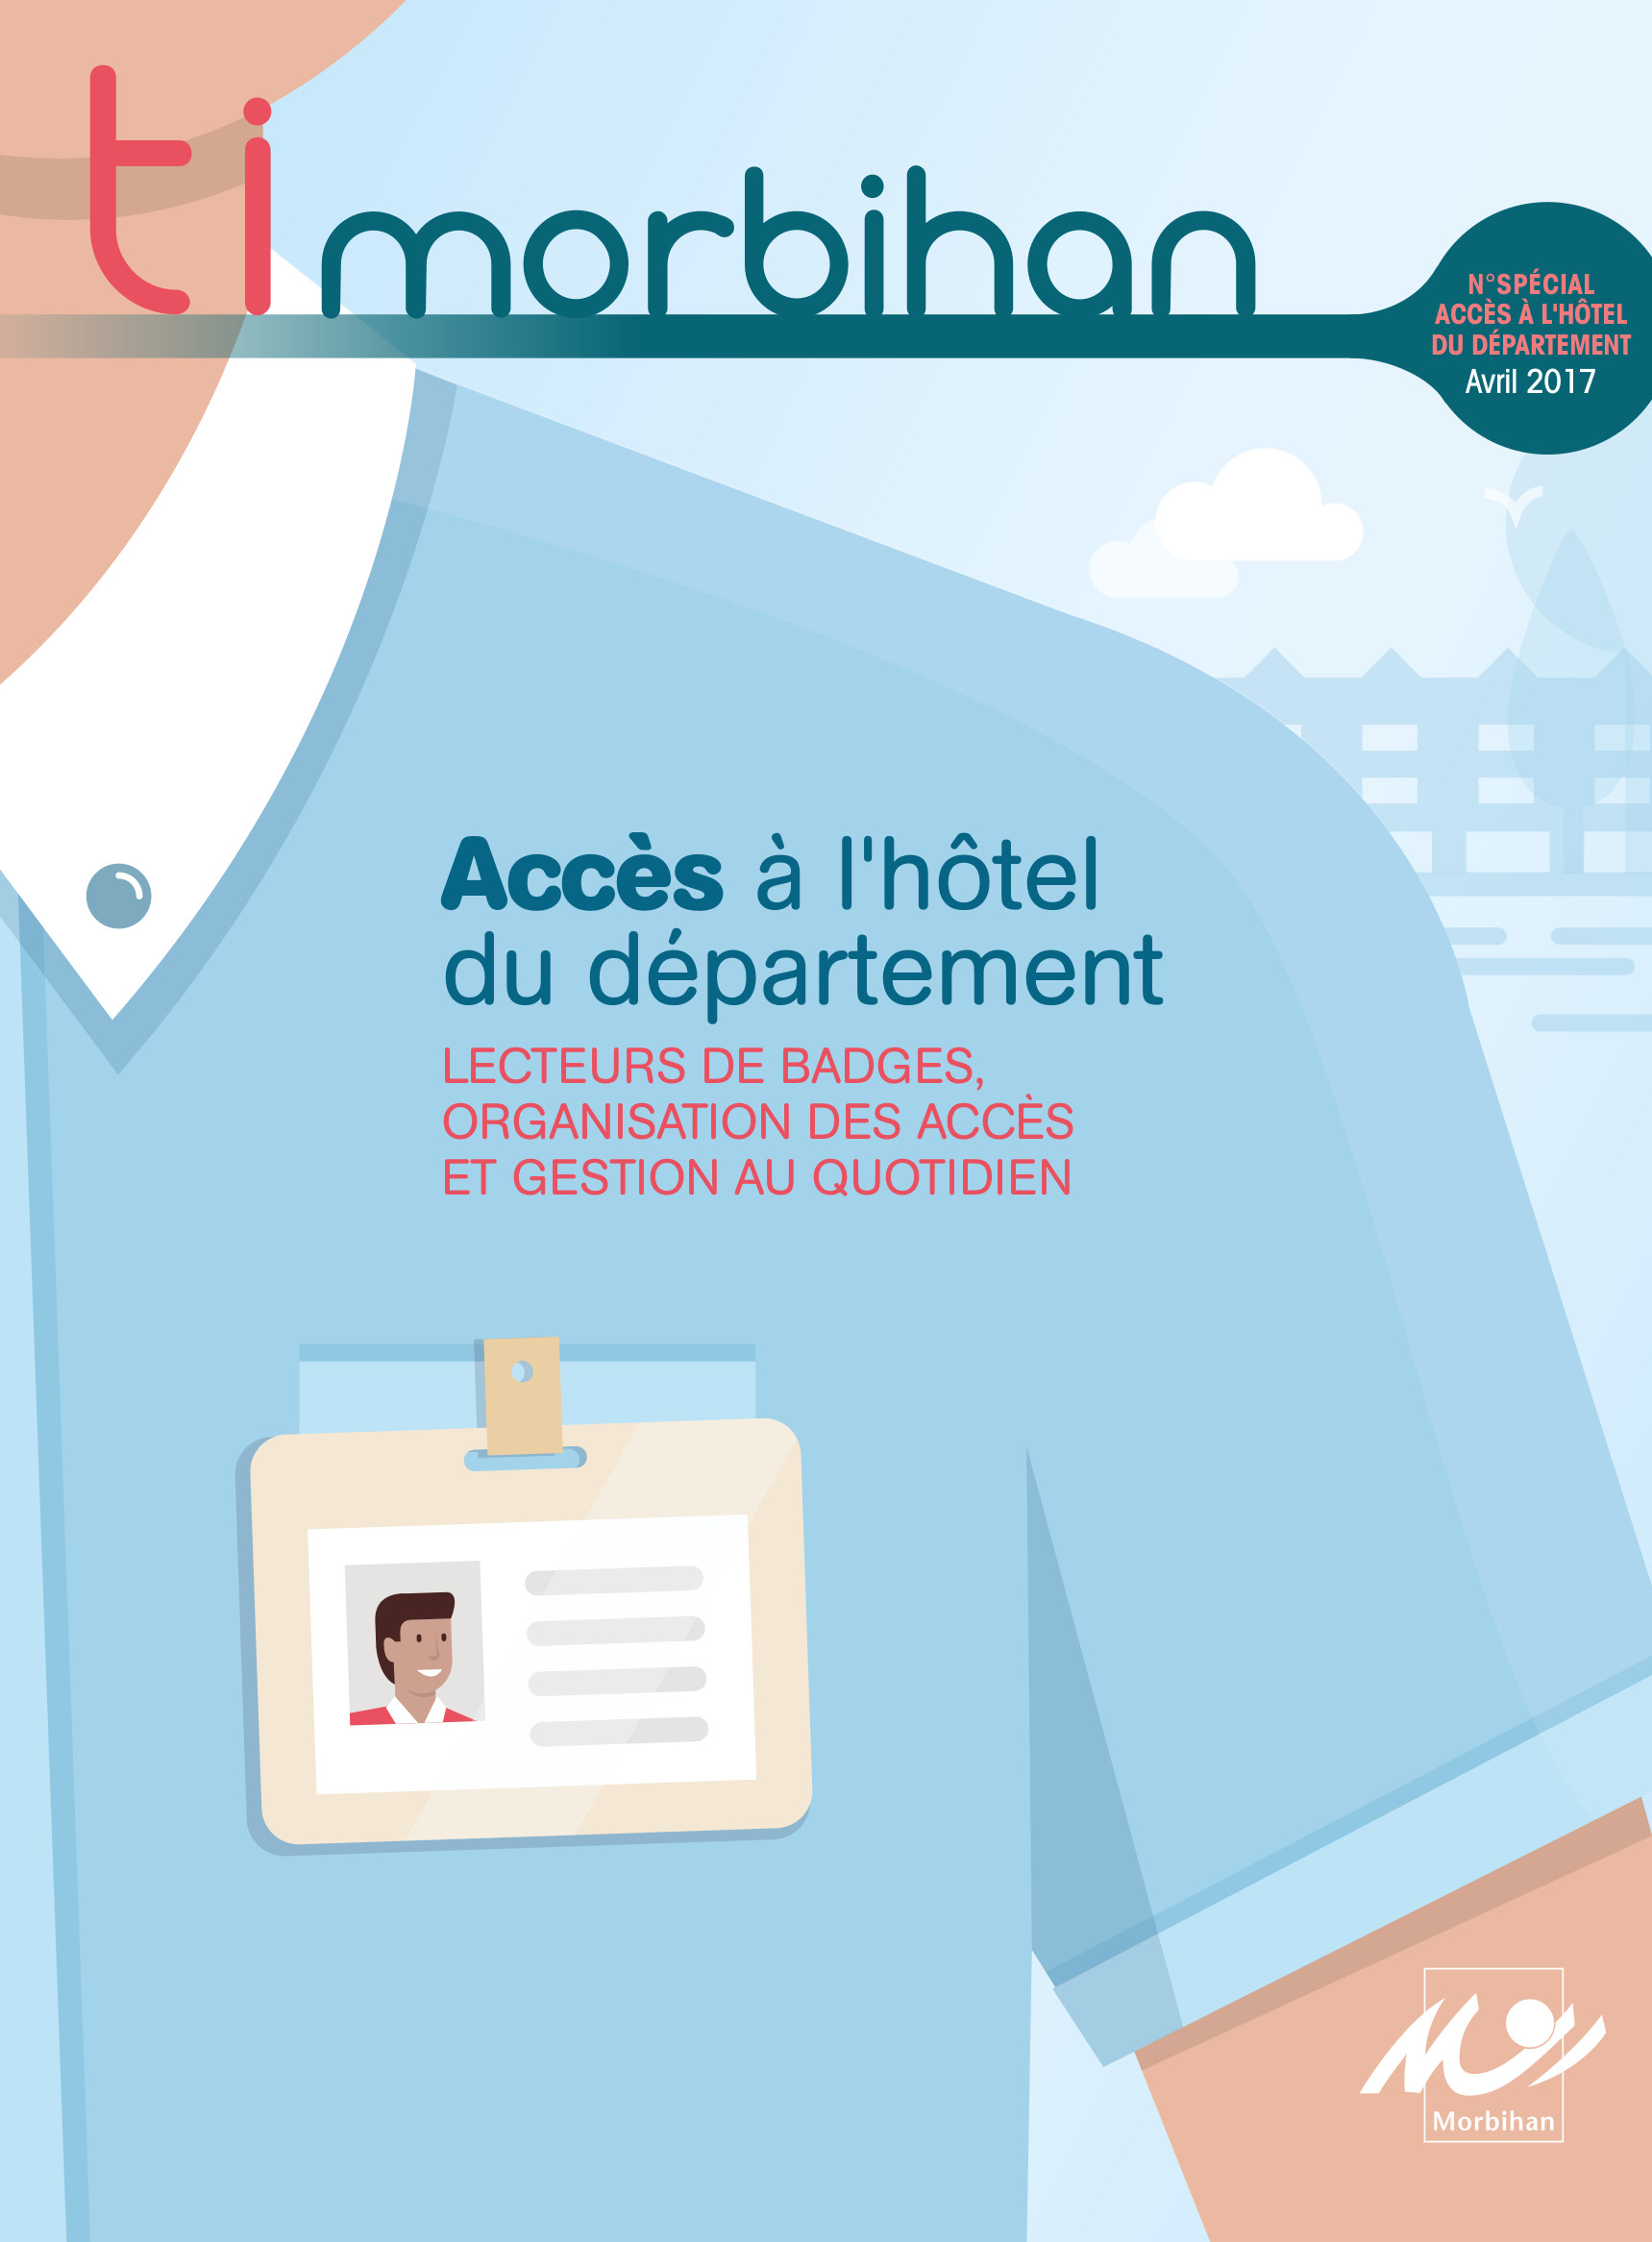 ti morbihan
N°SPÉCIAL
ACCÈS À L'HÔTEL
DU DÉPARTEMENT
Avril 2017
Accès à l'hôtel
du département
LECTEURS DE BADGES,
ORGANISATION DES ACCÈS
ET GESTION AU QUOTIDIEN
Morbihan